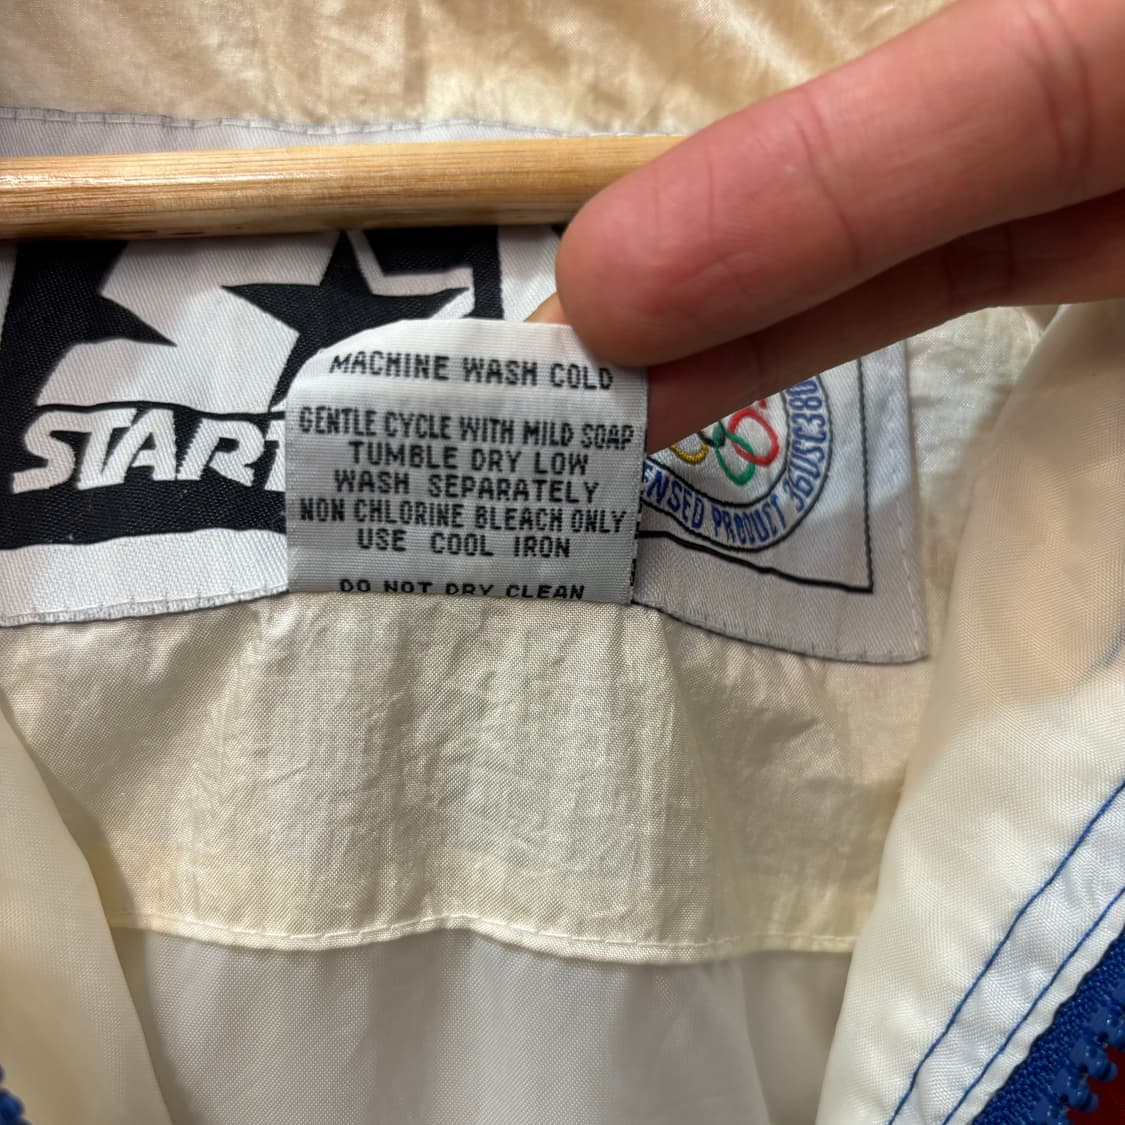 MACHINE WASH COLD
GENTLE CYCLE WITH MILD SOAP
TUMBLE DRY LOW
WASH SEPARATELY
NON CHLORINE BLEACH ONLY
USE COOL IRON
DO NOT DRY CLEAN
START
ENSED PRODUCT 36USC380